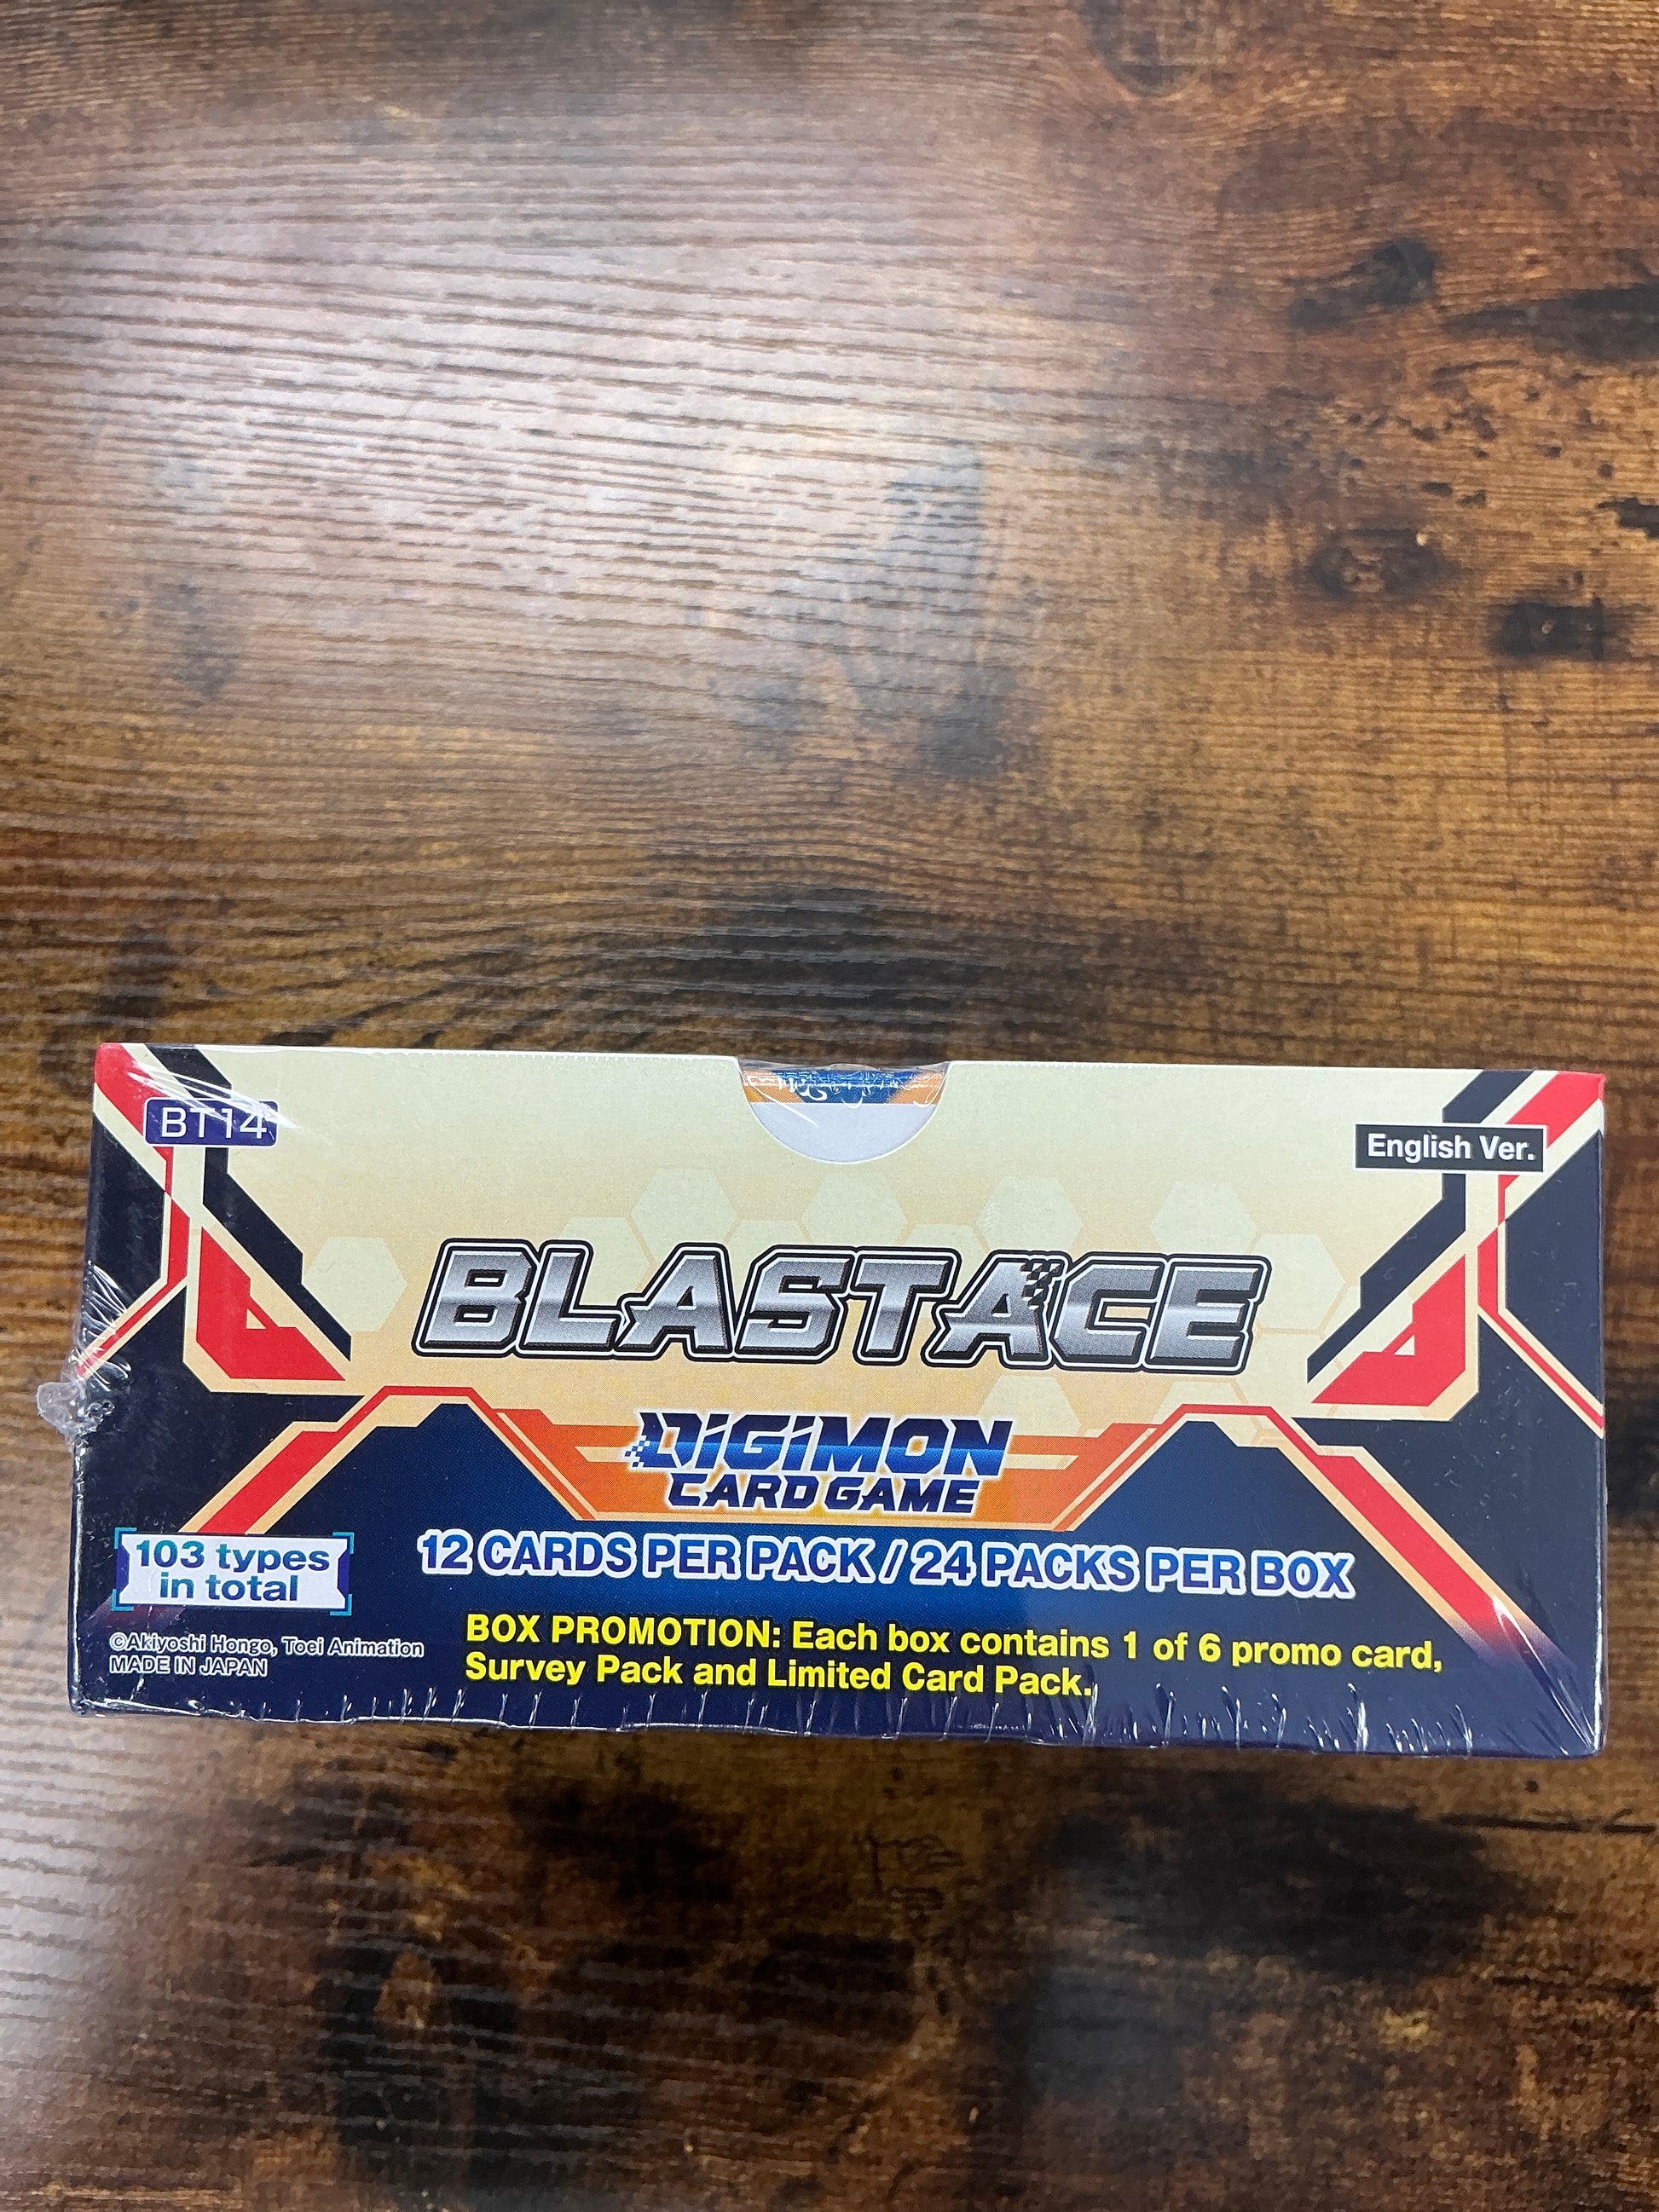 BT14
English Ver.
BLAST ACE
DIGIMON
CARD GAME
103 types
in total
12 CARDS PER PACK / 24 PACKS PER BOX
BOX PROMOTION: Each box contains 1 of 6 promo card,
Survey Pack and Limited Card Pack.
©Akiyoshi Hongo, Toei Animation
MADE IN JAPAN